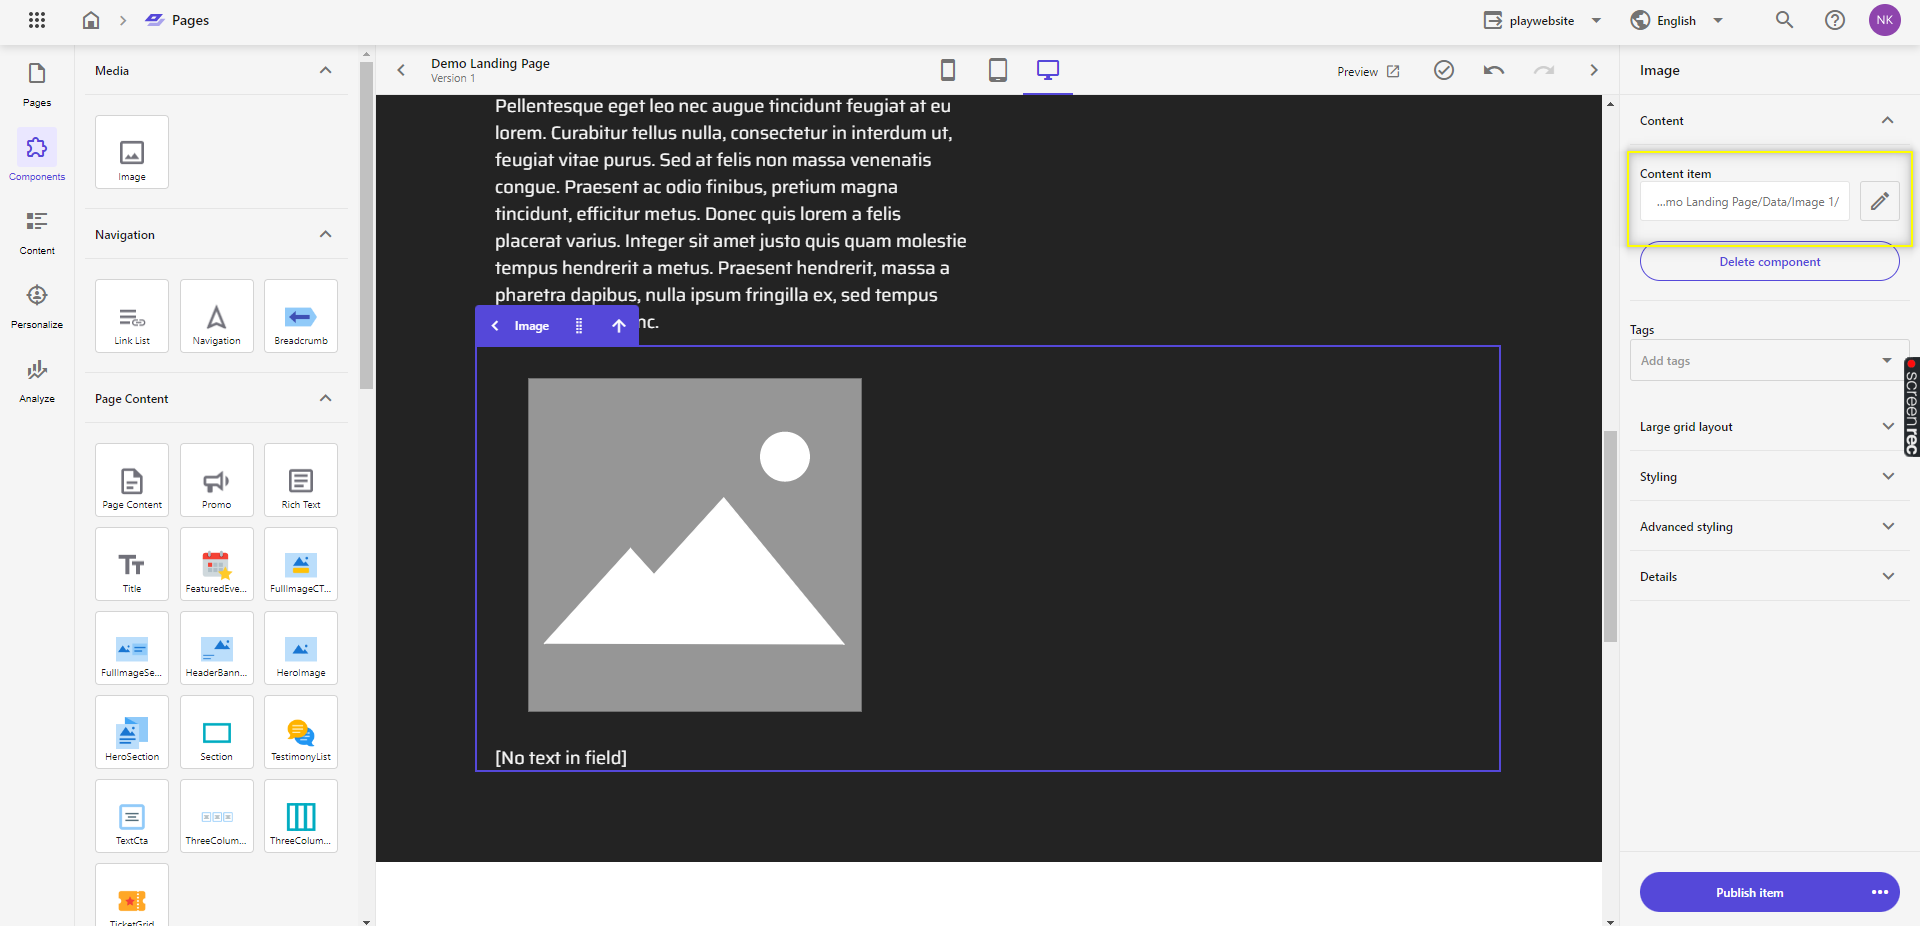 Pages
playwebsite
English
NK
Pages
Components
Content
Personalize
Analyze
Media
Image
Navigation
Link List
Navigation
Breadcrumb
Page Content
Page Content
Promo
Rich Text
Title
FeaturedEve...
FullImageCT...
FullImageSe...
HeaderBann...
HeroImage
HeroSection
Section
TestimonyList
TextCta
ThreeColum...
ThreeColum...
TicketGrid
Demo Landing Page
Version 1
Preview
Pellentesque eget leo nec augue tincidunt feugiat at eu
lorem. Curabitur tellus nulla, consectetur in interdum ut,
feugiat vitae purus. Sed at felis non massa venenatis
congue. Praesent ac odio finibus, pretium magna
tincidunt, efficitur metus. Donec quis lorem a felis
placerat varius. Integer sit amet justo quis quam molestie
tempus hendrerit a metus. Praesent hendrerit, massa a
pharetra dapibus, nulla ipsum fringilla ex, sed tempus
nc.
Image
[No text in field]
Image
Content
Content item
...mo Landing Page/Data/Image 1/
Delete component
Tags
Add tags
Large grid layout
Styling
Advanced styling
Details
Publish item
screenrec